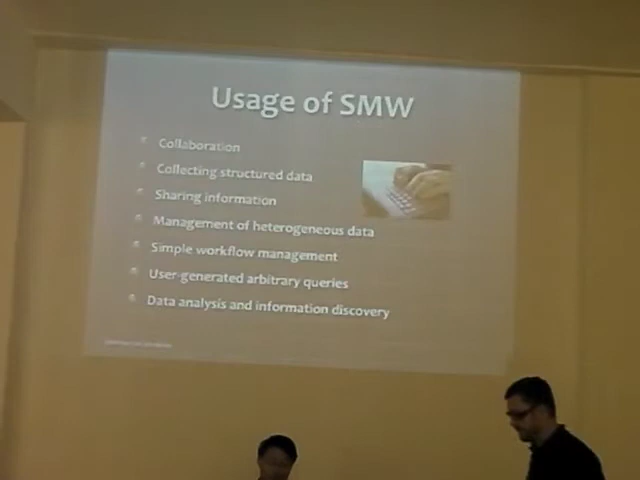 Usage of SMW
Collaboration
Collecting structured data
Sharing information
Management of heterogeneous data
Simple workflow management
User-generated arbitrary queries
Data analysis and information discovery